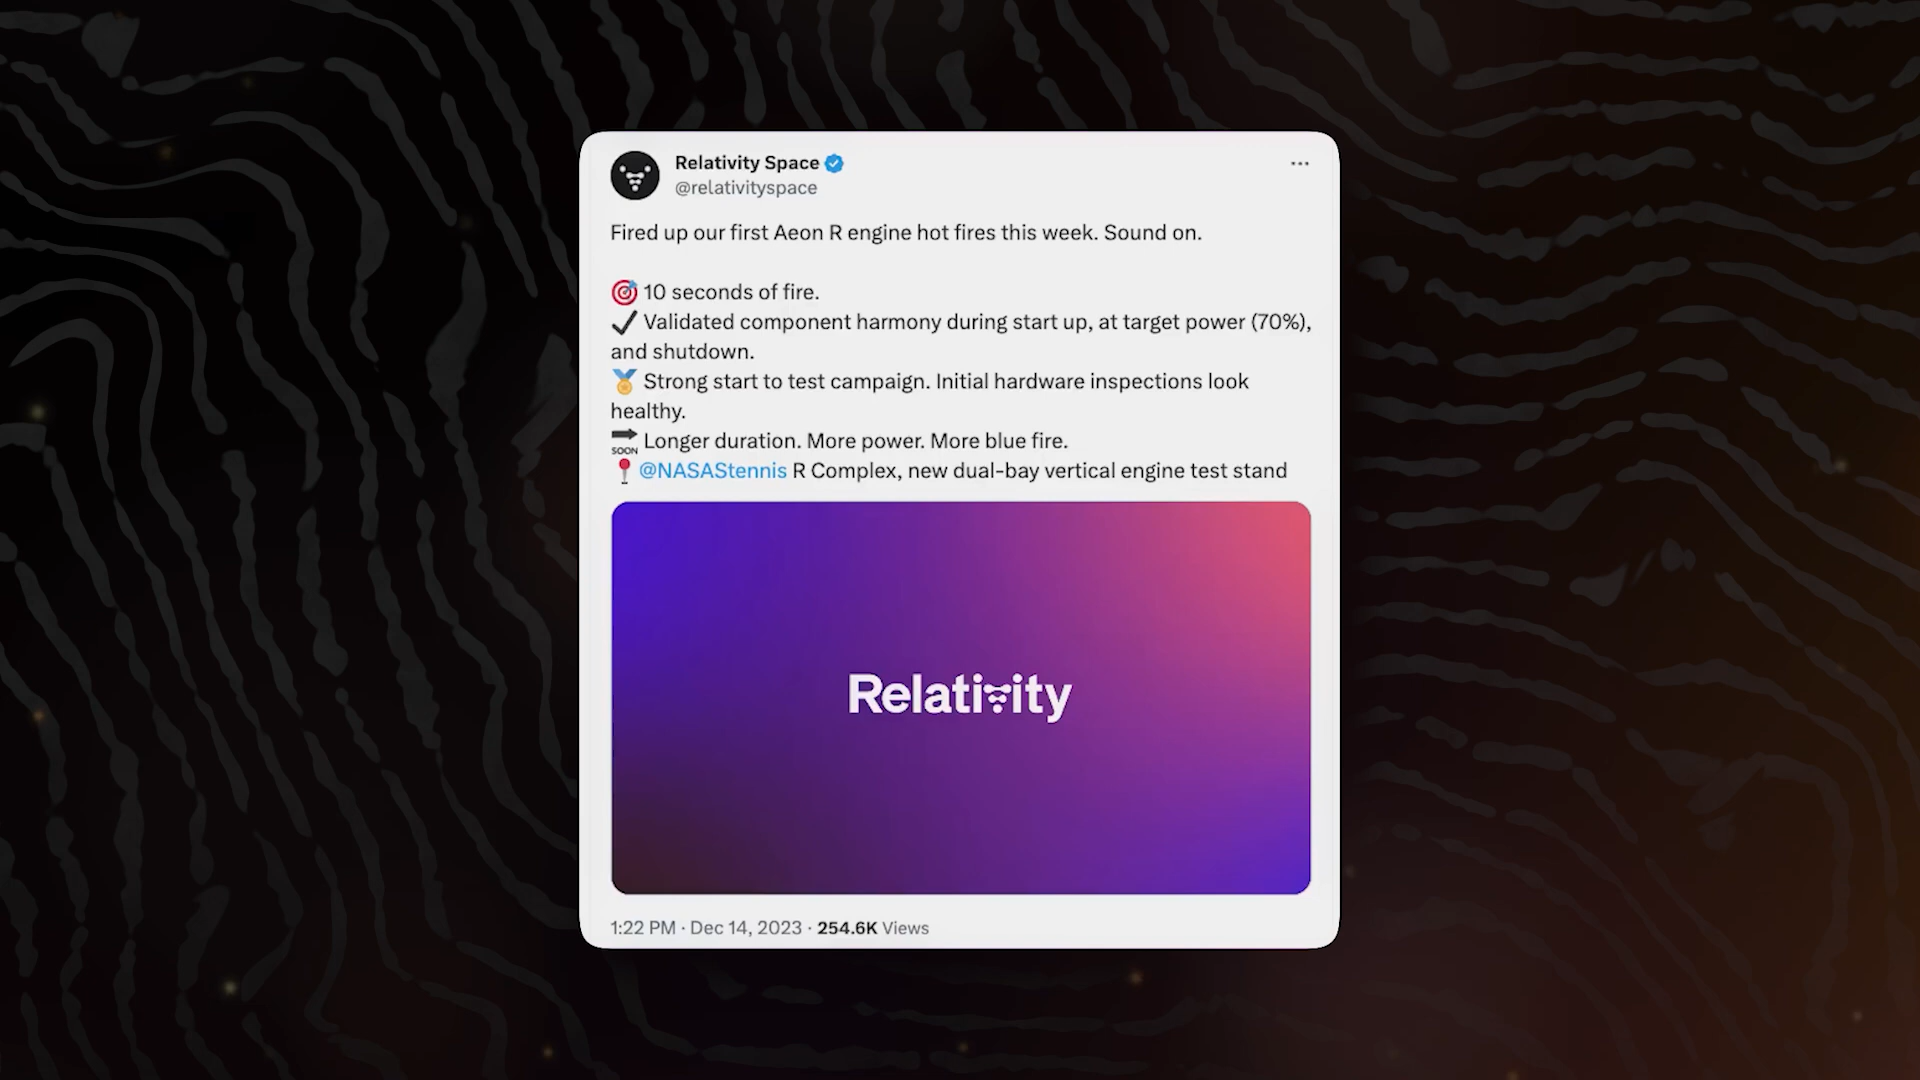 Relativity Space
@relativityspace
Fired up our first Aeon R engine hot fires this week. Sound on.
🎯 10 seconds of fire.
✔️ Validated component harmony during start up, at target power (70%),
and shutdown.
🏅 Strong start to test campaign. Initial hardware inspections look
healthy.
🔜 Longer duration. More power. More blue fire.
📍 @NASAStennis R Complex, new dual-bay vertical engine test stand
Relativity
1:22 PM · Dec 14, 2023 · 254.6K Views